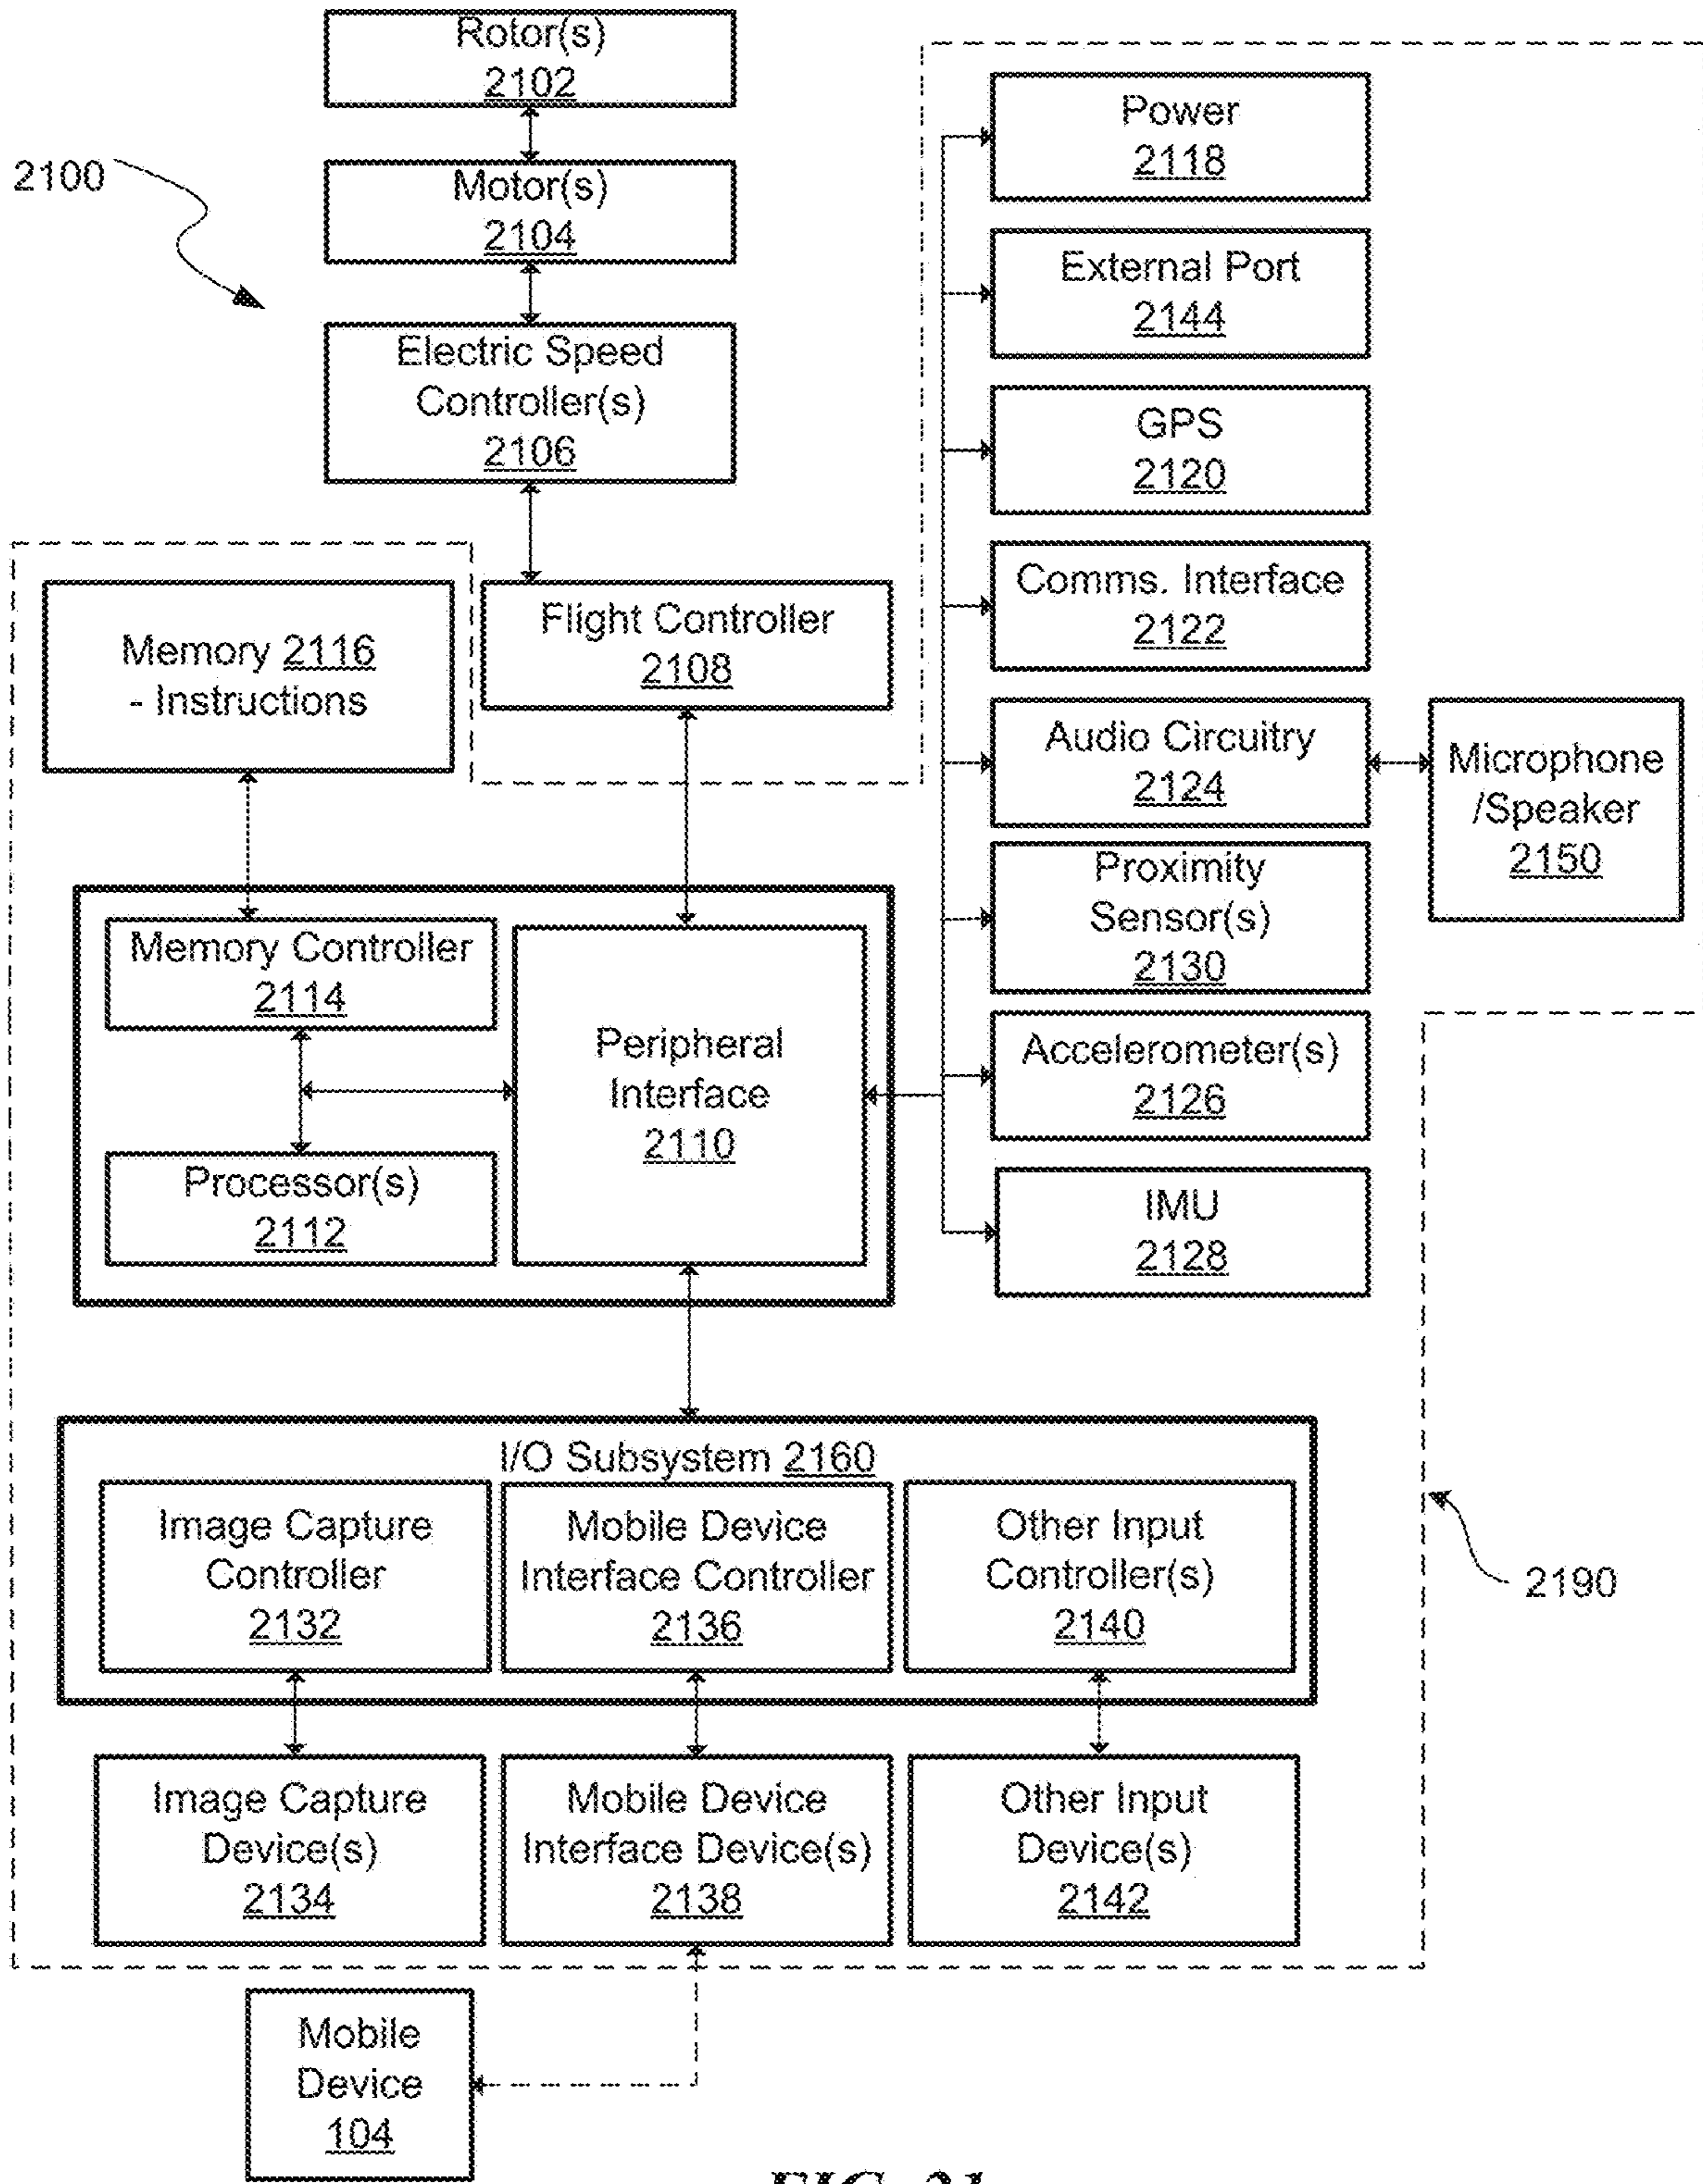 Rotor(s)
2102
2100
Motor(s)
2104
Electric Speed
Controller(s)
2106
Flight Controller
2108
Memory 2116
- Instructions
Memory Controller
2114
Processor(s)
2112
Peripheral
Interface
2110
Power
2118
External Port
2144
GPS
2120
Comms. Interface
2122
Audio Circuitry
2124
Microphone
/Speaker
2150
Proximity
Sensor(s)
2130
Accelerometer(s)
2126
IMU
2128
I/O Subsystem 2160
Image Capture
Controller
2132
Mobile Device
Interface Controller
2136
Other Input
Controller(s)
2140
2190
Image Capture
Device(s)
2134
Mobile Device
Interface Device(s)
2138
Other Input
Device(s)
2142
Mobile
Device
104
FIG. 21